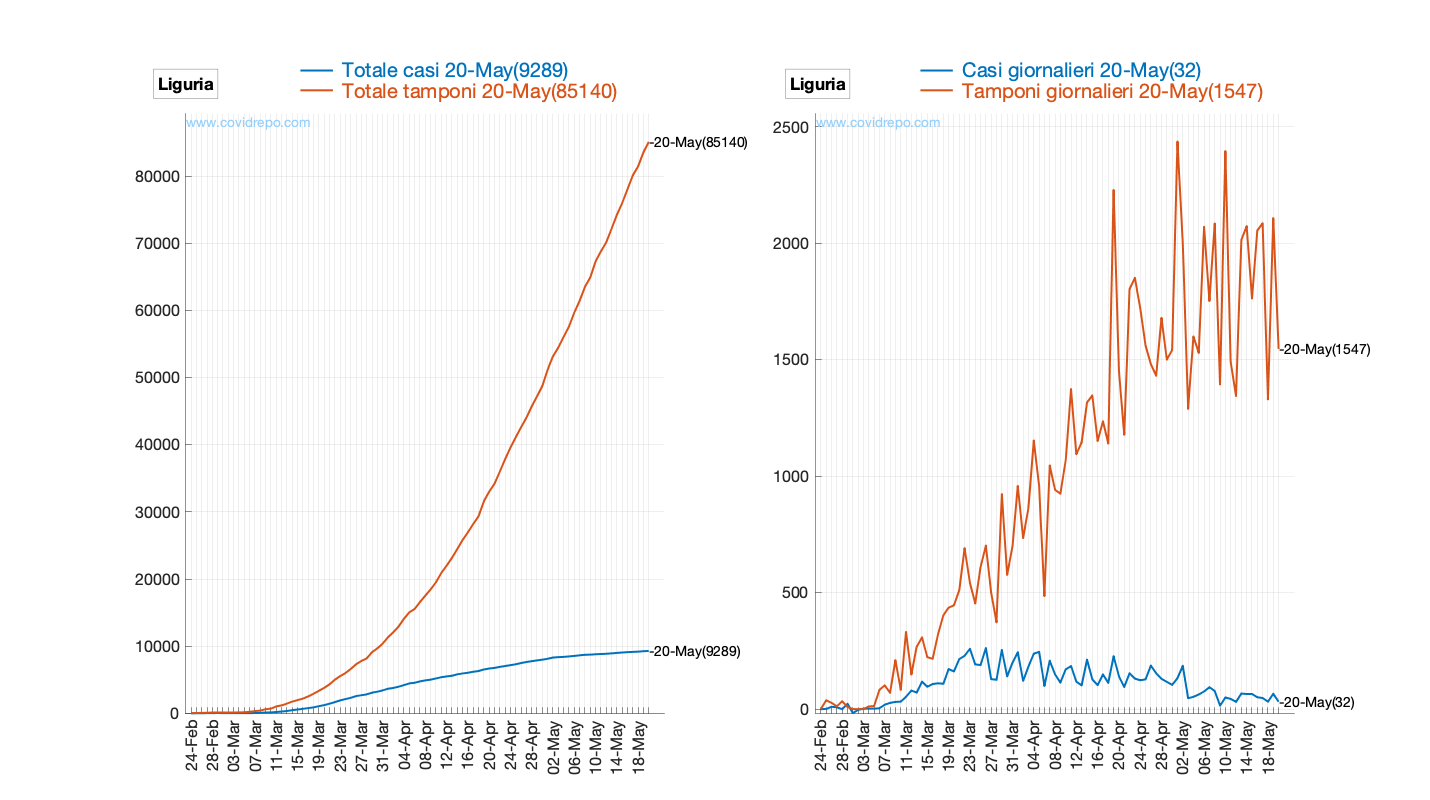 Liguria
Totale casi 20-May(9289)
Totale tamponi 20-May(85140)
www.covidrepo.com
-20-May(85140)
80000
70000
60000
50000
40000
30000
20000
10000
-20-May(9289)
0
24-Feb
28-Feb
03-Mar
07-Mar
11-Mar
15-Mar
19-Mar
23-Mar
27-Mar
31-Mar
04-Apr
08-Apr
12-Apr
16-Apr
20-Apr
24-Apr
28-Apr
02-May
06-May
10-May
14-May
18-May
Liguria
Casi giornalieri 20-May(32)
Tamponi giornalieri 20-May(1547)
www.covidrepo.com
2500
2000
1500
-20-May(1547)
1000
500
-20-May(32)
0
24-Feb
28-Feb
03-Mar
07-Mar
11-Mar
15-Mar
19-Mar
23-Mar
27-Mar
31-Mar
04-Apr
08-Apr
12-Apr
16-Apr
20-Apr
24-Apr
28-Apr
02-May
06-May
10-May
14-May
18-May